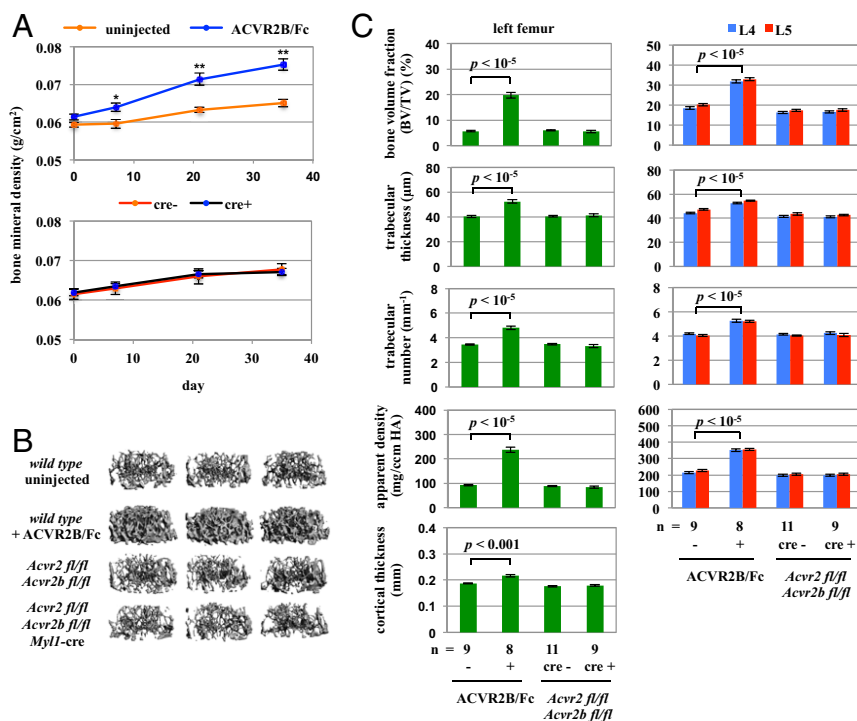 A
uninjected ACVR2B/Fc
bone mineral density (g/cm²)
0.08
0.07
0.06
0.05
* ** **
0 10 20 30 40
cre- cre+
0.08
0.07
0.06
0.05
0 10 20 30 40
day
B
wild type
uninjected
wild type
+ ACVR2B/Fc
Acvr2 fl/fl
Acvr2b fl/fl
Acvr2 fl/fl
Acvr2b fl/fl
Myl1-cre
C
left femur
L4 L5
bone volume fraction
(BV/TV) (%)
50
40
30
20
10
0
p < 10⁻⁵
40
30
20
10
0
p < 10⁻⁵
trabecular
thickness (µm)
80
60
40
20
0
p < 10⁻⁵
80
60
40
20
0
p < 10⁻⁵
trabecular
number (mm⁻¹)
8
6
4
2
0
p < 10⁻⁵
8
6
4
2
0
p < 10⁻⁵
apparent density
(mg/ccm HA)
400
300
200
100
0
p < 10⁻⁵
600
500
400
300
200
100
0
p < 10⁻⁵
cortical thickness
(mm)
0.4
0.3
0.2
0.1
0.0
p < 0.001
n = 9 8 11 9
- + cre - cre +
ACVR2B/Fc Acvr2 fl/fl
Acvr2b fl/fl
n = 9 8 11 9
- + cre - cre +
ACVR2B/Fc Acvr2 fl/fl
Acvr2b fl/fl